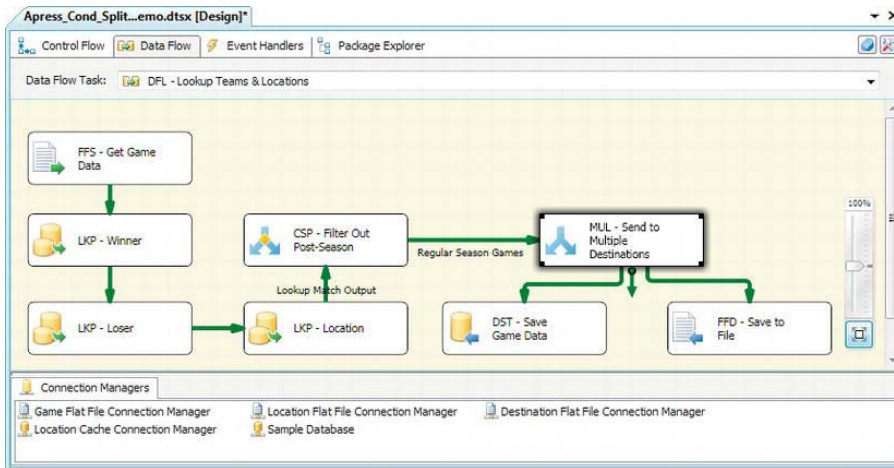 Apress_Cond_Split...emo.dtsx [Design]*
Control Flow
Data Flow
Event Handlers
Package Explorer
Data Flow Task:
DFL - Lookup Teams & Locations
FFS - Get Game
Data
LKP - Winner
CSP - Filter Out
Post-Season
Regular Season Games
MUL - Send to
Multiple
Destinations
100%
Lookup Match Output
LKP - Loser
LKP - Location
DST - Save
Game Data
FFD - Save to
File
Connection Managers
Game Flat File Connection Manager
Location Flat File Connection Manager
Destination Flat File Connection Manager
Location Cache Connection Manager
Sample Database